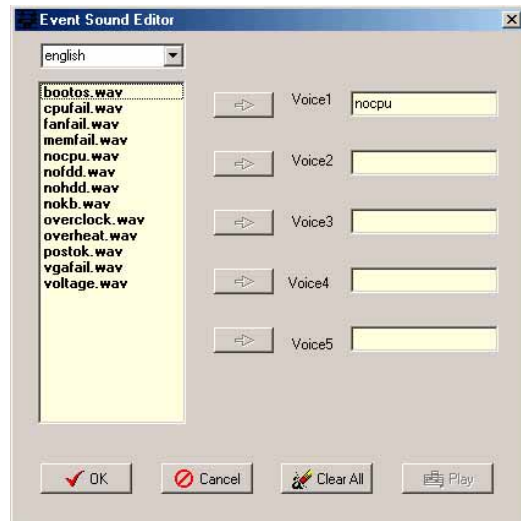 Event Sound Editor
english
bootos.wav
cpufail.wav
fanfail.wav
memfail.wav
nocpu.wav
nofdd.wav
nohdd.wav
nokb.wav
overclock.wav
overheat.wav
postok.wav
vgafail.wav
voltage.wav
Voice1 nocpu
Voice2
Voice3
Voice4
Voice5
OK Cancel Clear All Play